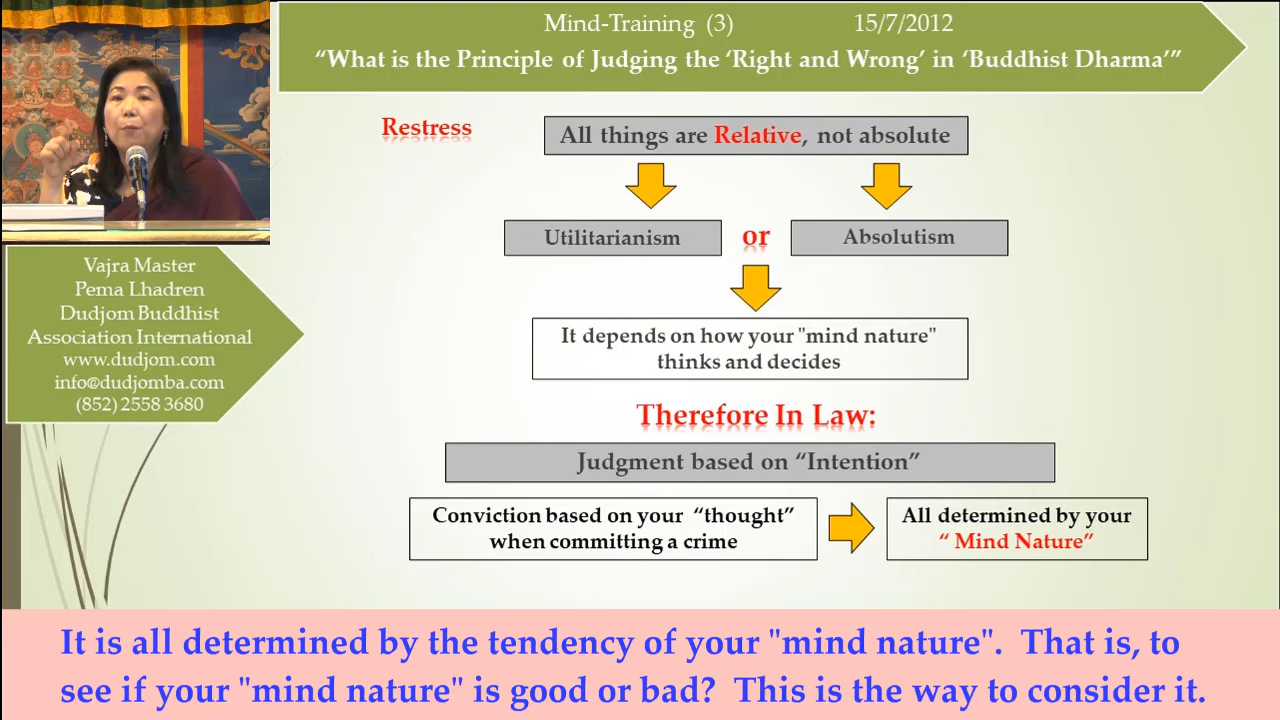 Mind-Training (3) 15/7/2012
“What is the Principle of Judging the ‘Right and Wrong’ in ‘Buddhist Dharma’”
Restress
All things are Relative, not absolute
Utilitarianism
or
Absolutism
It depends on how your "mind nature"
thinks and decides
Therefore In Law:
Judgment based on “Intention”
Conviction based on your “thought”
when committing a crime
All determined by your
“ Mind Nature”
Vajra Master
Pema Lhadren
Dudjom Buddhist
Association International
www.dudjom.com
info@dudjomba.com
(852) 2558 3680
It is all determined by the tendency of your "mind nature". That is, to
see if your "mind nature" is good or bad? This is the way to consider it.